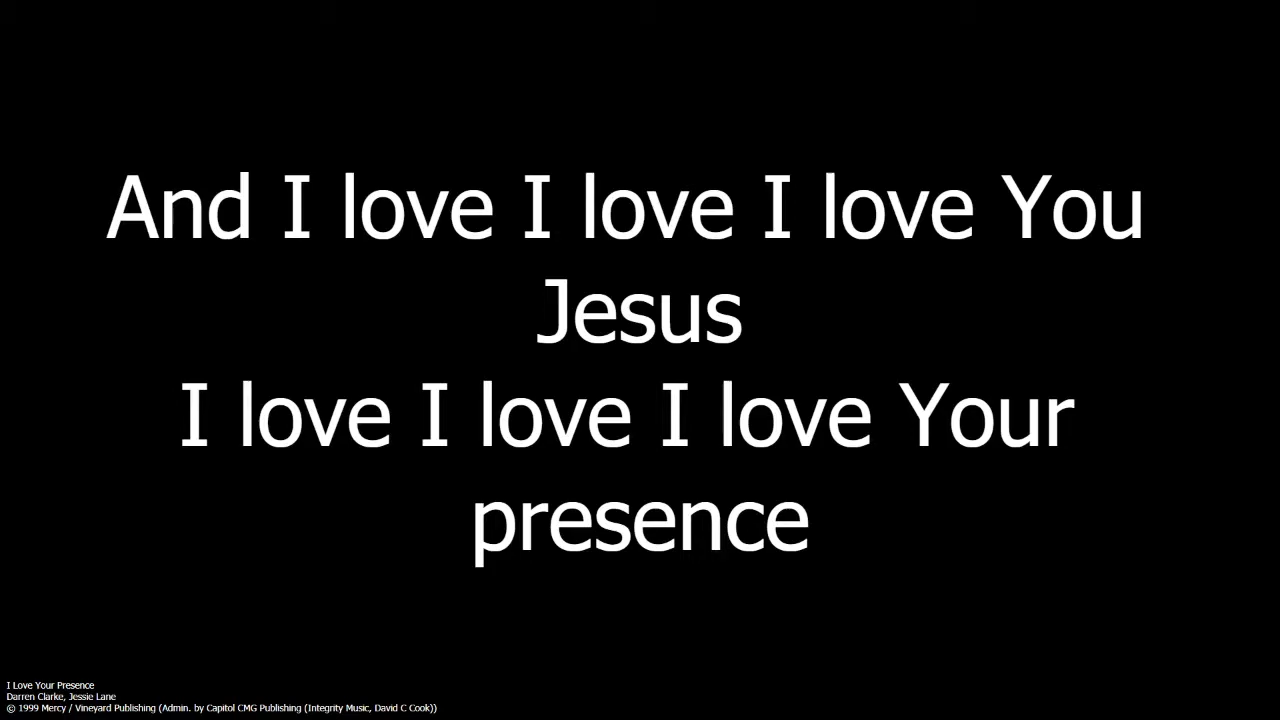 And I love I love I love You
Jesus
I love I love I love Your
presence
I Love Your Presence
Darren Clarke, Jessie Lane
© 1999 Mercy / Vineyard Publishing (Admin. by Capitol CMG Publishing (Integrity Music, David C Cook))